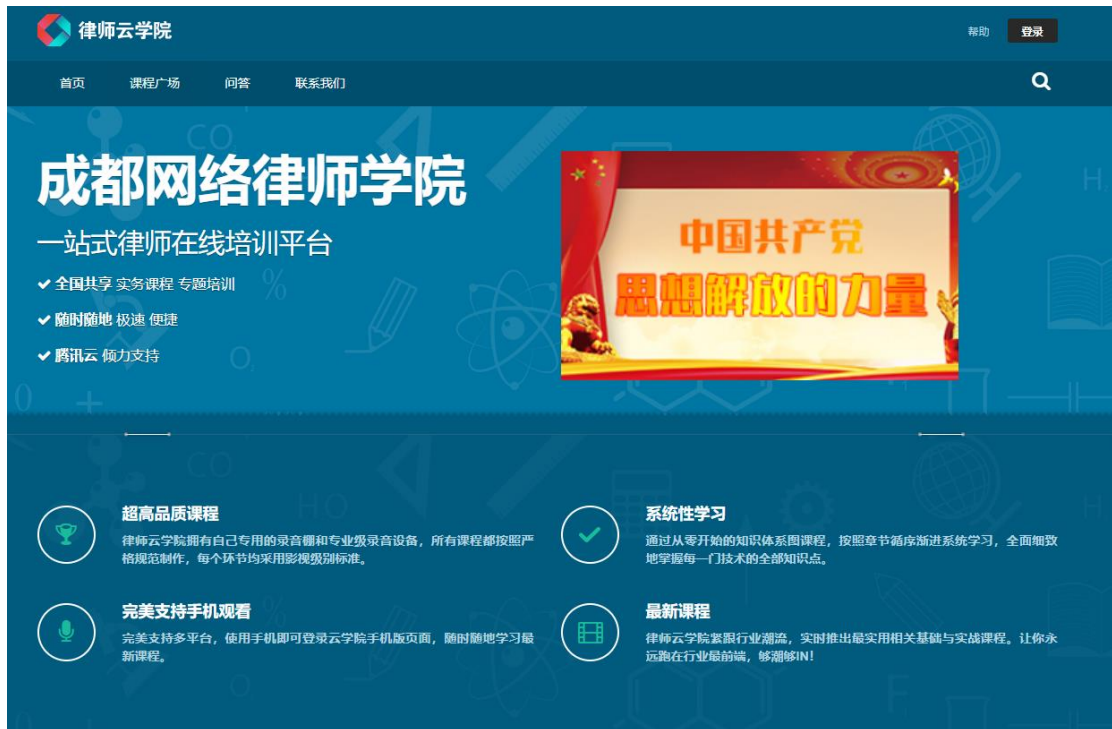 律师云学院
帮助 登录
首页 课程广场 问答 联系我们
成都网络律师学院
一站式律师在线培训平台
全国共享 实务课程 专题培训
随时随地 极速 便捷
腾讯云 倾力支持
中国共产党
思想解放的力量
超高品质课程
律师云学院拥有自己专用的录音棚和专业级录音设备，所有课程都按照严
格规范制作，每个环节均采用影视级别标准。
系统性学习
通过从零开始的知识体系图课程，按照章节循序渐进系统学习，全面细致
地掌握每一门技术的全部知识点。
完美支持手机观看
完美支持多平台，使用手机即可登录云学院手机版页面，随时随地学习最
新课程。
最新课程
律师云学院紧跟行业潮流，实时推出最实用相关基础与实战课程。让你永
远跑在行业最前端，够潮够IN!